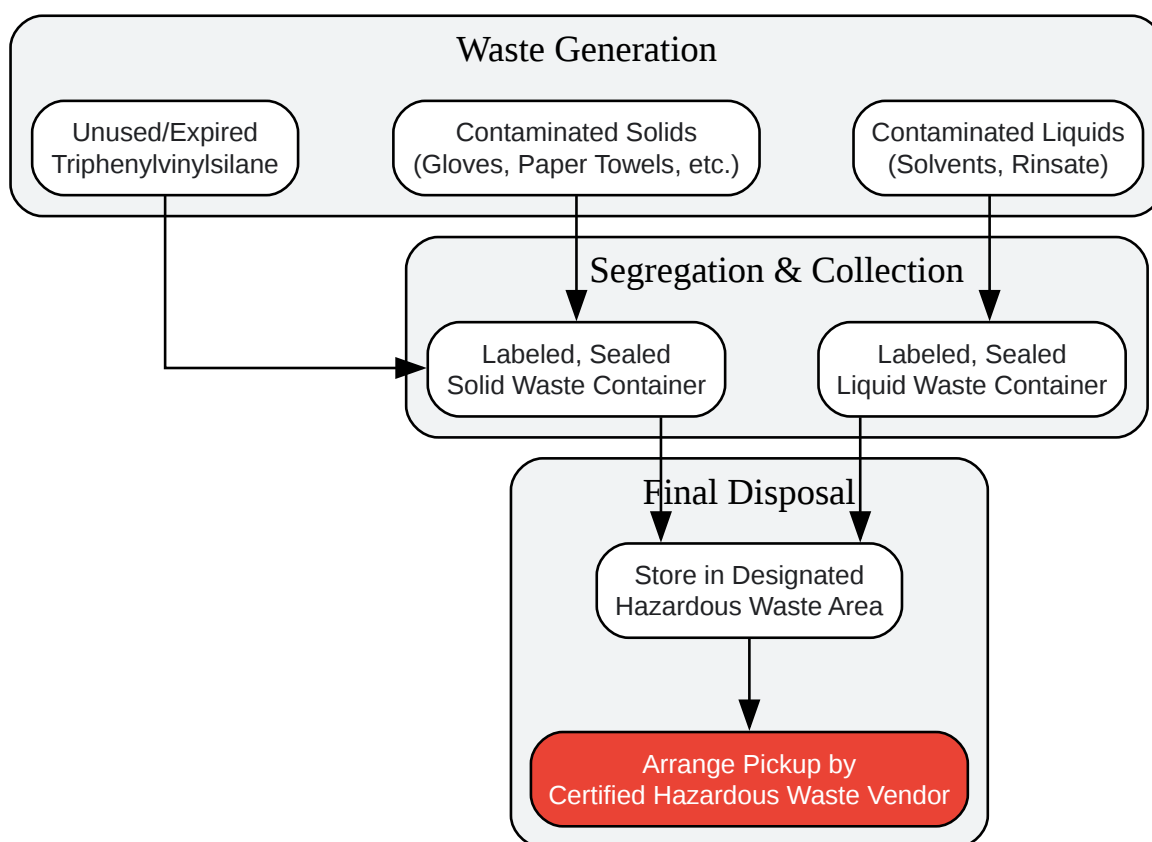 Waste Generation
Unused/Expired
Triphenylvinylsilane
Contaminated Solids
(Gloves, Paper Towels, etc.)
Contaminated Liquids
(Solvents, Rinsate)
Segregation & Collection
Labeled, Sealed
Solid Waste Container
Labeled, Sealed
Liquid Waste Container
Final Disposal
Store in Designated
Hazardous Waste Area
Arrange Pickup by
Certified Hazardous Waste Vendor